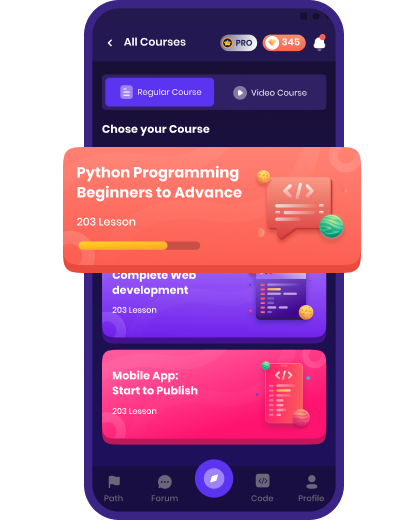 All Courses
PRO
345
Regular Course
Video Course
Chose your Course
Python Programming
Beginners to Advance
203 Lesson
Complete Web
development
203 Lesson
Mobile App:
Start to Publish
203 Lesson
Path
Forum
Code
Profile